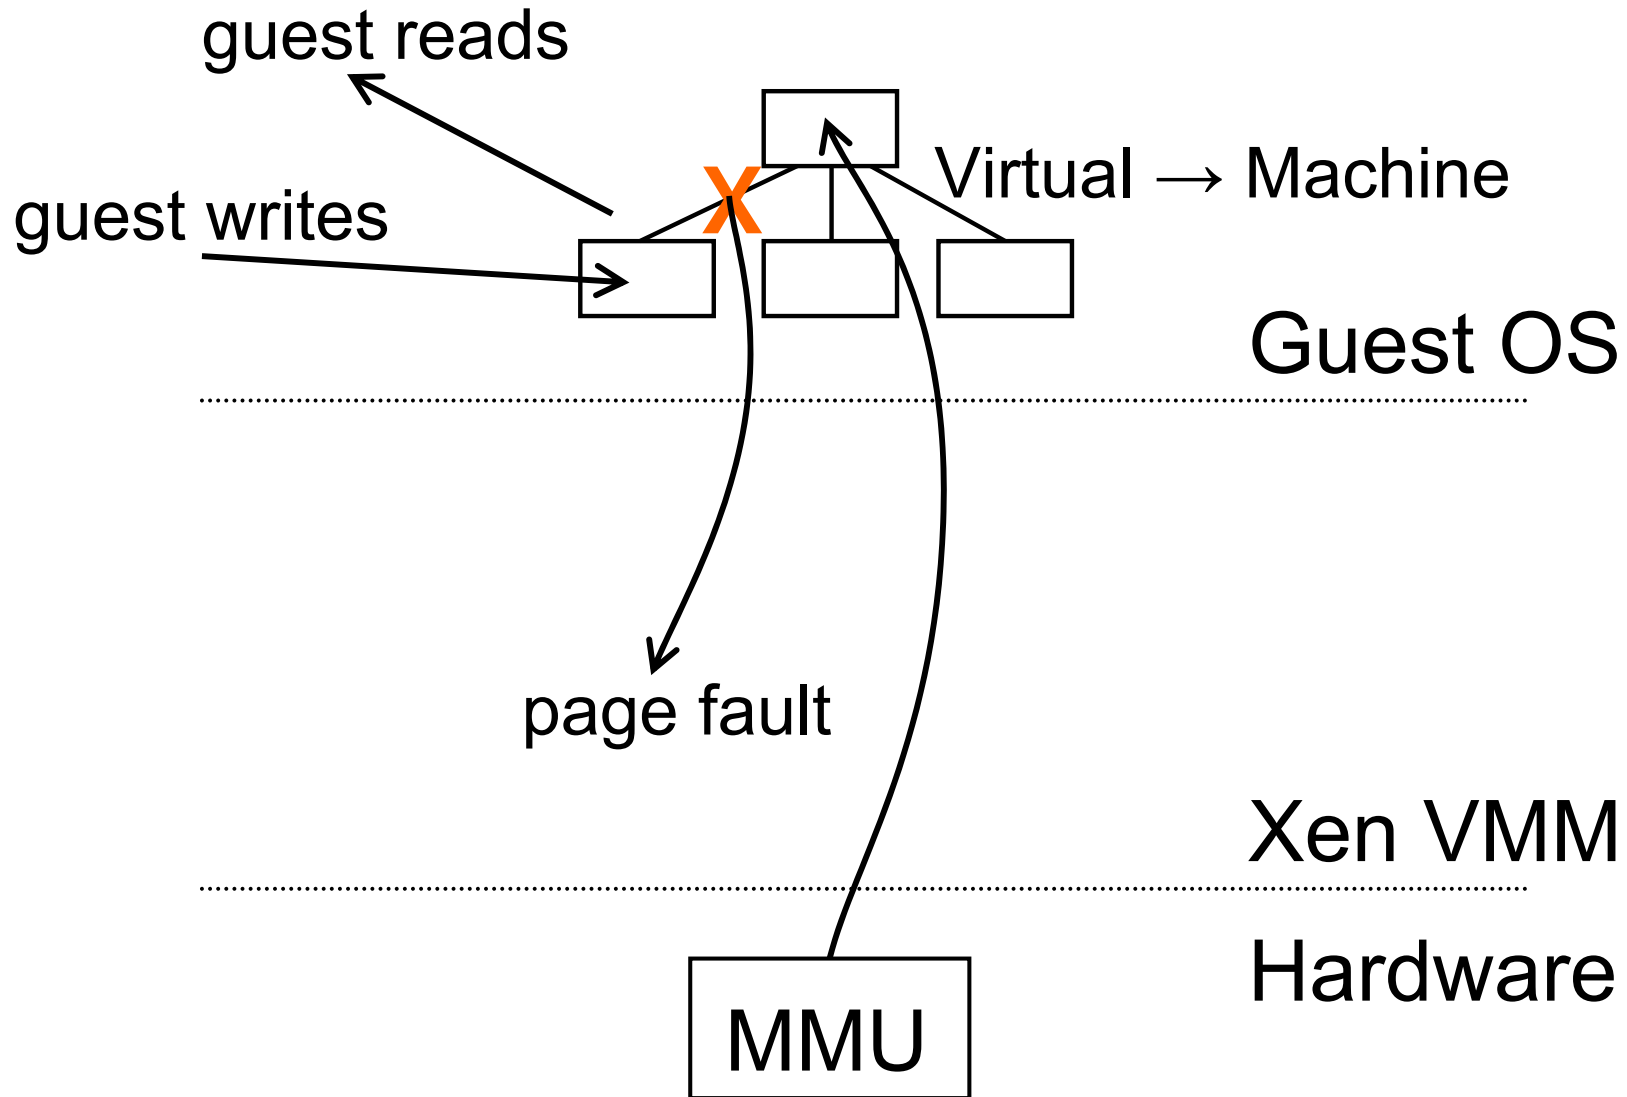 guest reads
Virtual → Machine
guest writes
X
Guest OS
page fault
Xen VMM
Hardware
MMU